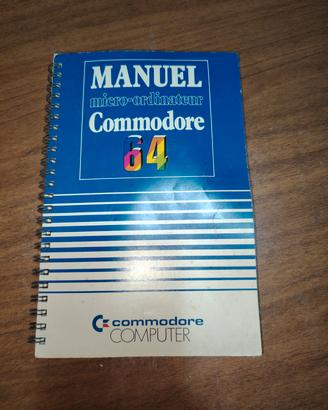 MANUEL
micro-ordinateur
Commodore
64
commodore
COMPUTER